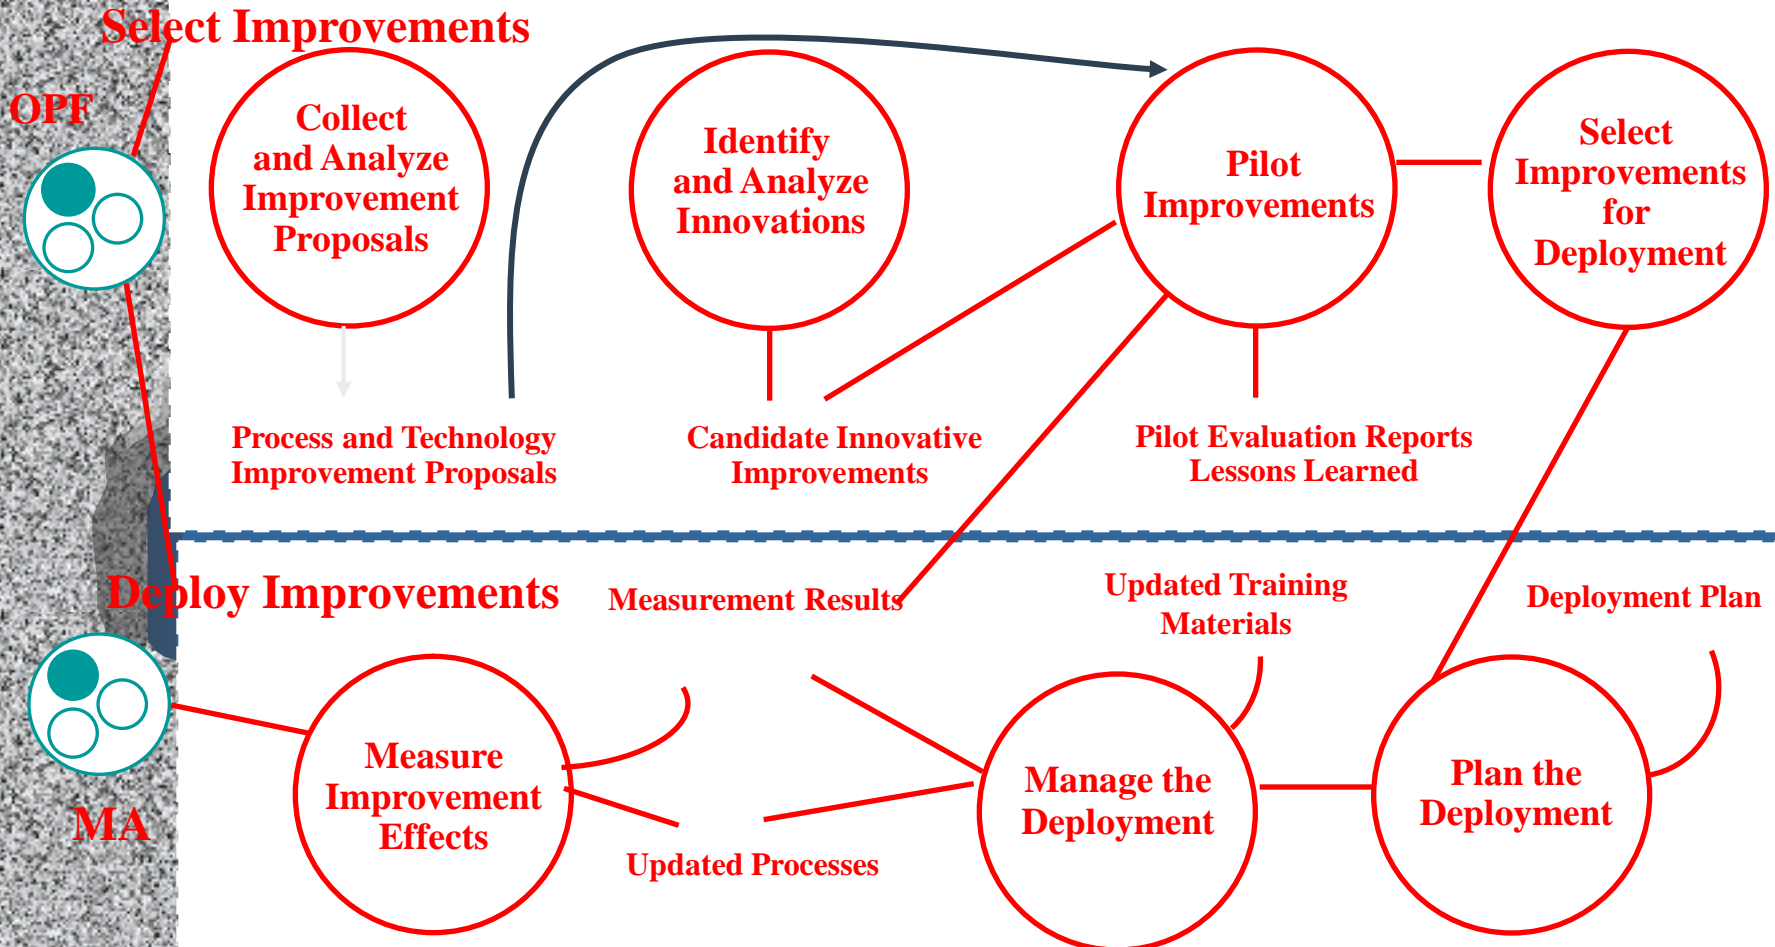 Select Improvements
OPF
Collect
and Analyze
Improvement
Proposals
Identify
and Analyze
Innovations
Pilot
Improvements
Select
Improvements
for
Deployment
Process and Technology
Improvement Proposals
Candidate Innovative
Improvements
Pilot Evaluation Reports
Lessons Learned
Deploy Improvements
Measurement Results
Updated Training
Materials
Deployment Plan
MA
Measure
Improvement
Effects
Updated Processes
Manage the
Deployment
Plan the
Deployment